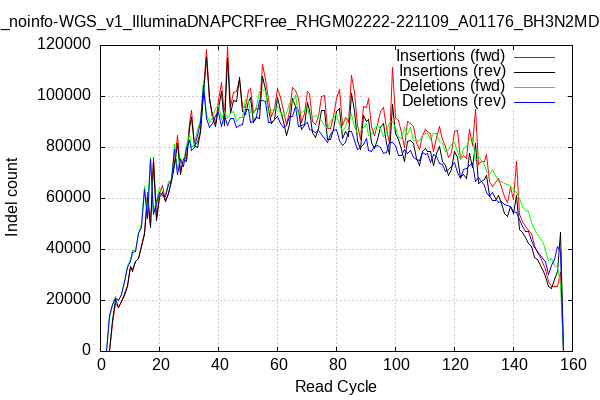 _noinfo-WGS_v1_IlluminaDNAPCRFree_RHGM02222-221109_A01176_BH3N2MD
Insertions (fwd)
Insertions (rev)
Deletions (fwd)
Deletions (rev)
Indel count
120000
100000
80000
60000
40000
20000
0
0 20 40 60 80 100 120 140 160
Read Cycle